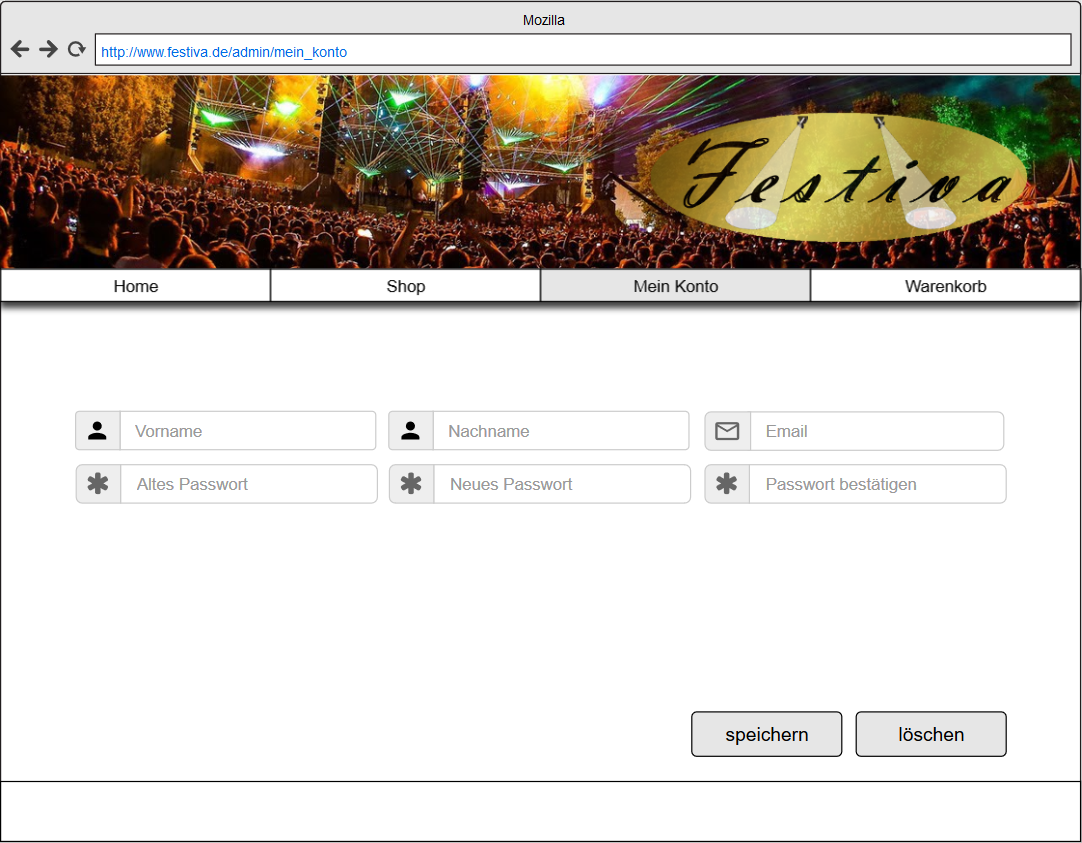 Mozilla
http://www.festiva.de/admin/mein_konto
Festiva
Home Shop Mein Konto Warenkorb
Vorname Nachname Email
Altes Passwort Neues Passwort Passwort bestätigen
speichern löschen